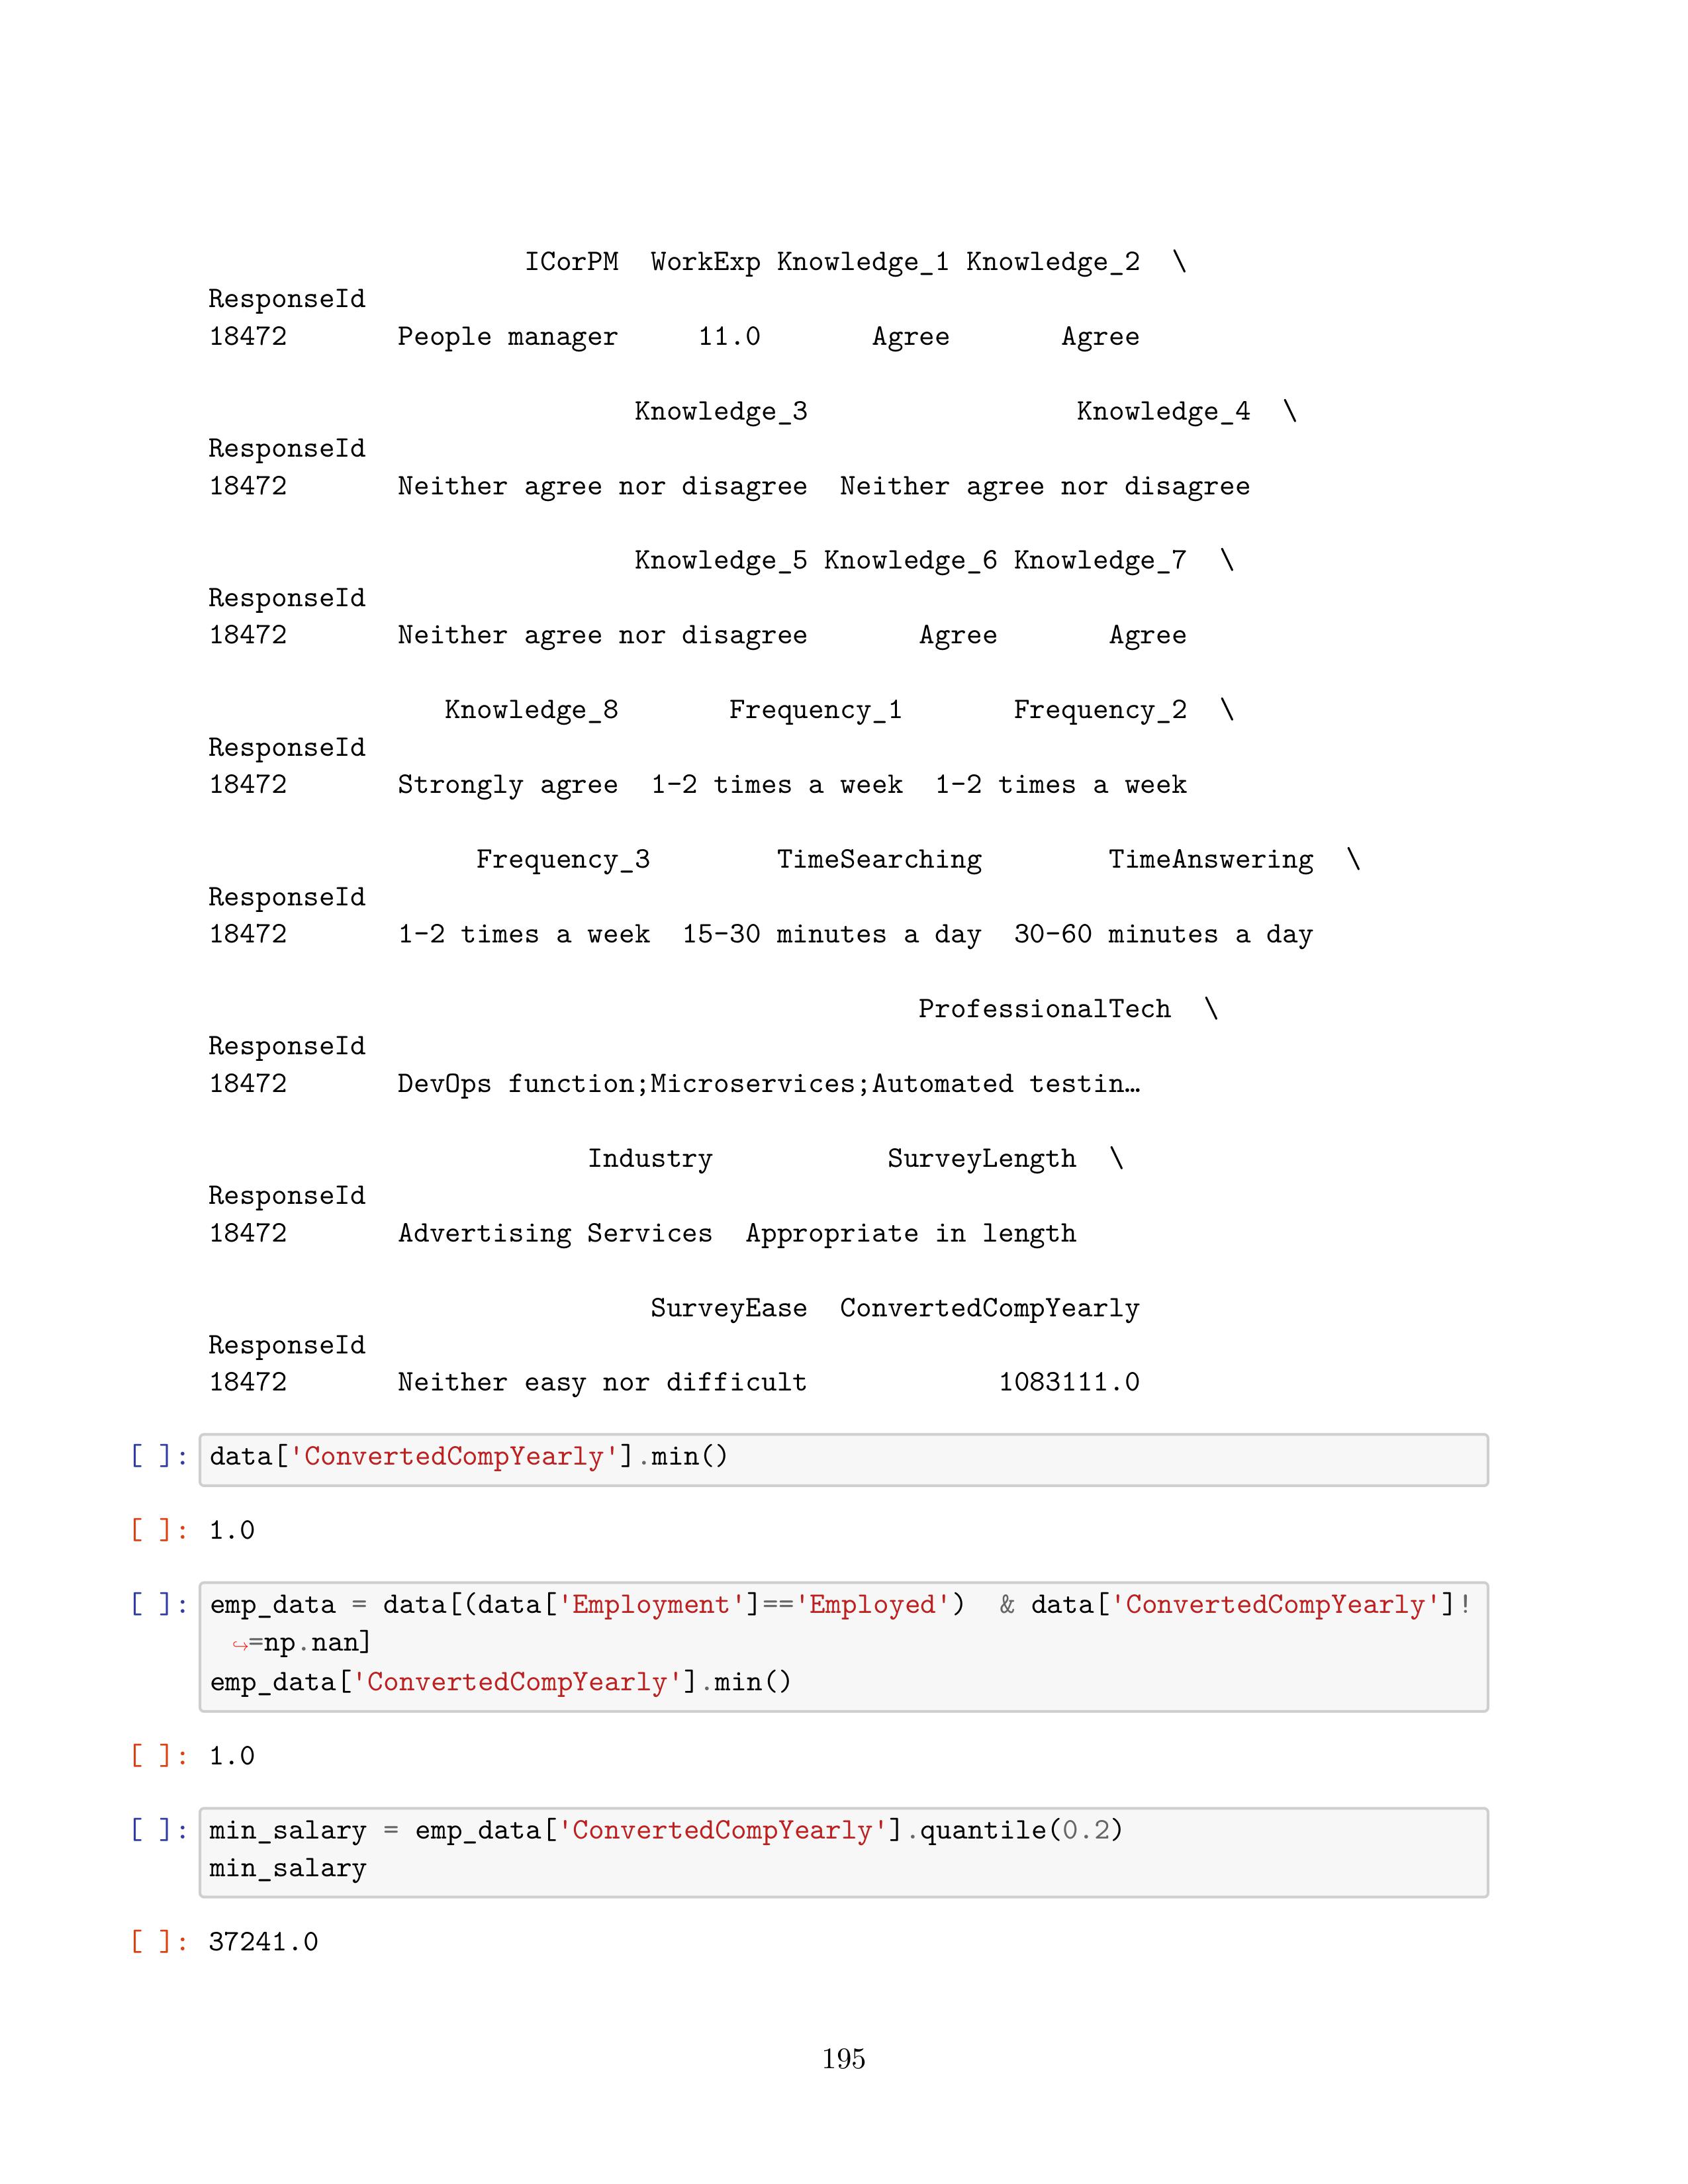 ICorPM  WorkExp Knowledge_1 Knowledge_2  \
ResponseId
18472       People manager     11.0       Agree       Agree
Knowledge_3                 Knowledge_4  \
ResponseId
18472       Neither agree nor disagree  Neither agree nor disagree
Knowledge_5 Knowledge_6 Knowledge_7  \
ResponseId
18472       Neither agree nor disagree       Agree       Agree
Knowledge_8       Frequency_1       Frequency_2  \
ResponseId
18472       Strongly agree  1-2 times a week  1-2 times a week
Frequency_3        TimeSearching        TimeAnswering  \
ResponseId
18472       1-2 times a week  15-30 minutes a day  30-60 minutes a day
ProfessionalTech  \
ResponseId
18472       DevOps function;Microservices;Automated testin…
Industry           SurveyLength  \
ResponseId
18472       Advertising Services  Appropriate in length
SurveyEase  ConvertedCompYearly
ResponseId
18472       Neither easy nor difficult            1083111.0
[ ]: data['ConvertedCompYearly'].min()
[ ]: 1.0
[ ]: emp_data = data[(data['Employment']=='Employed')  & data['ConvertedCompYearly']!
↪=np.nan]
emp_data['ConvertedCompYearly'].min()
[ ]: 1.0
[ ]: min_salary = emp_data['ConvertedCompYearly'].quantile(0.2)
min_salary
[ ]: 37241.0
195